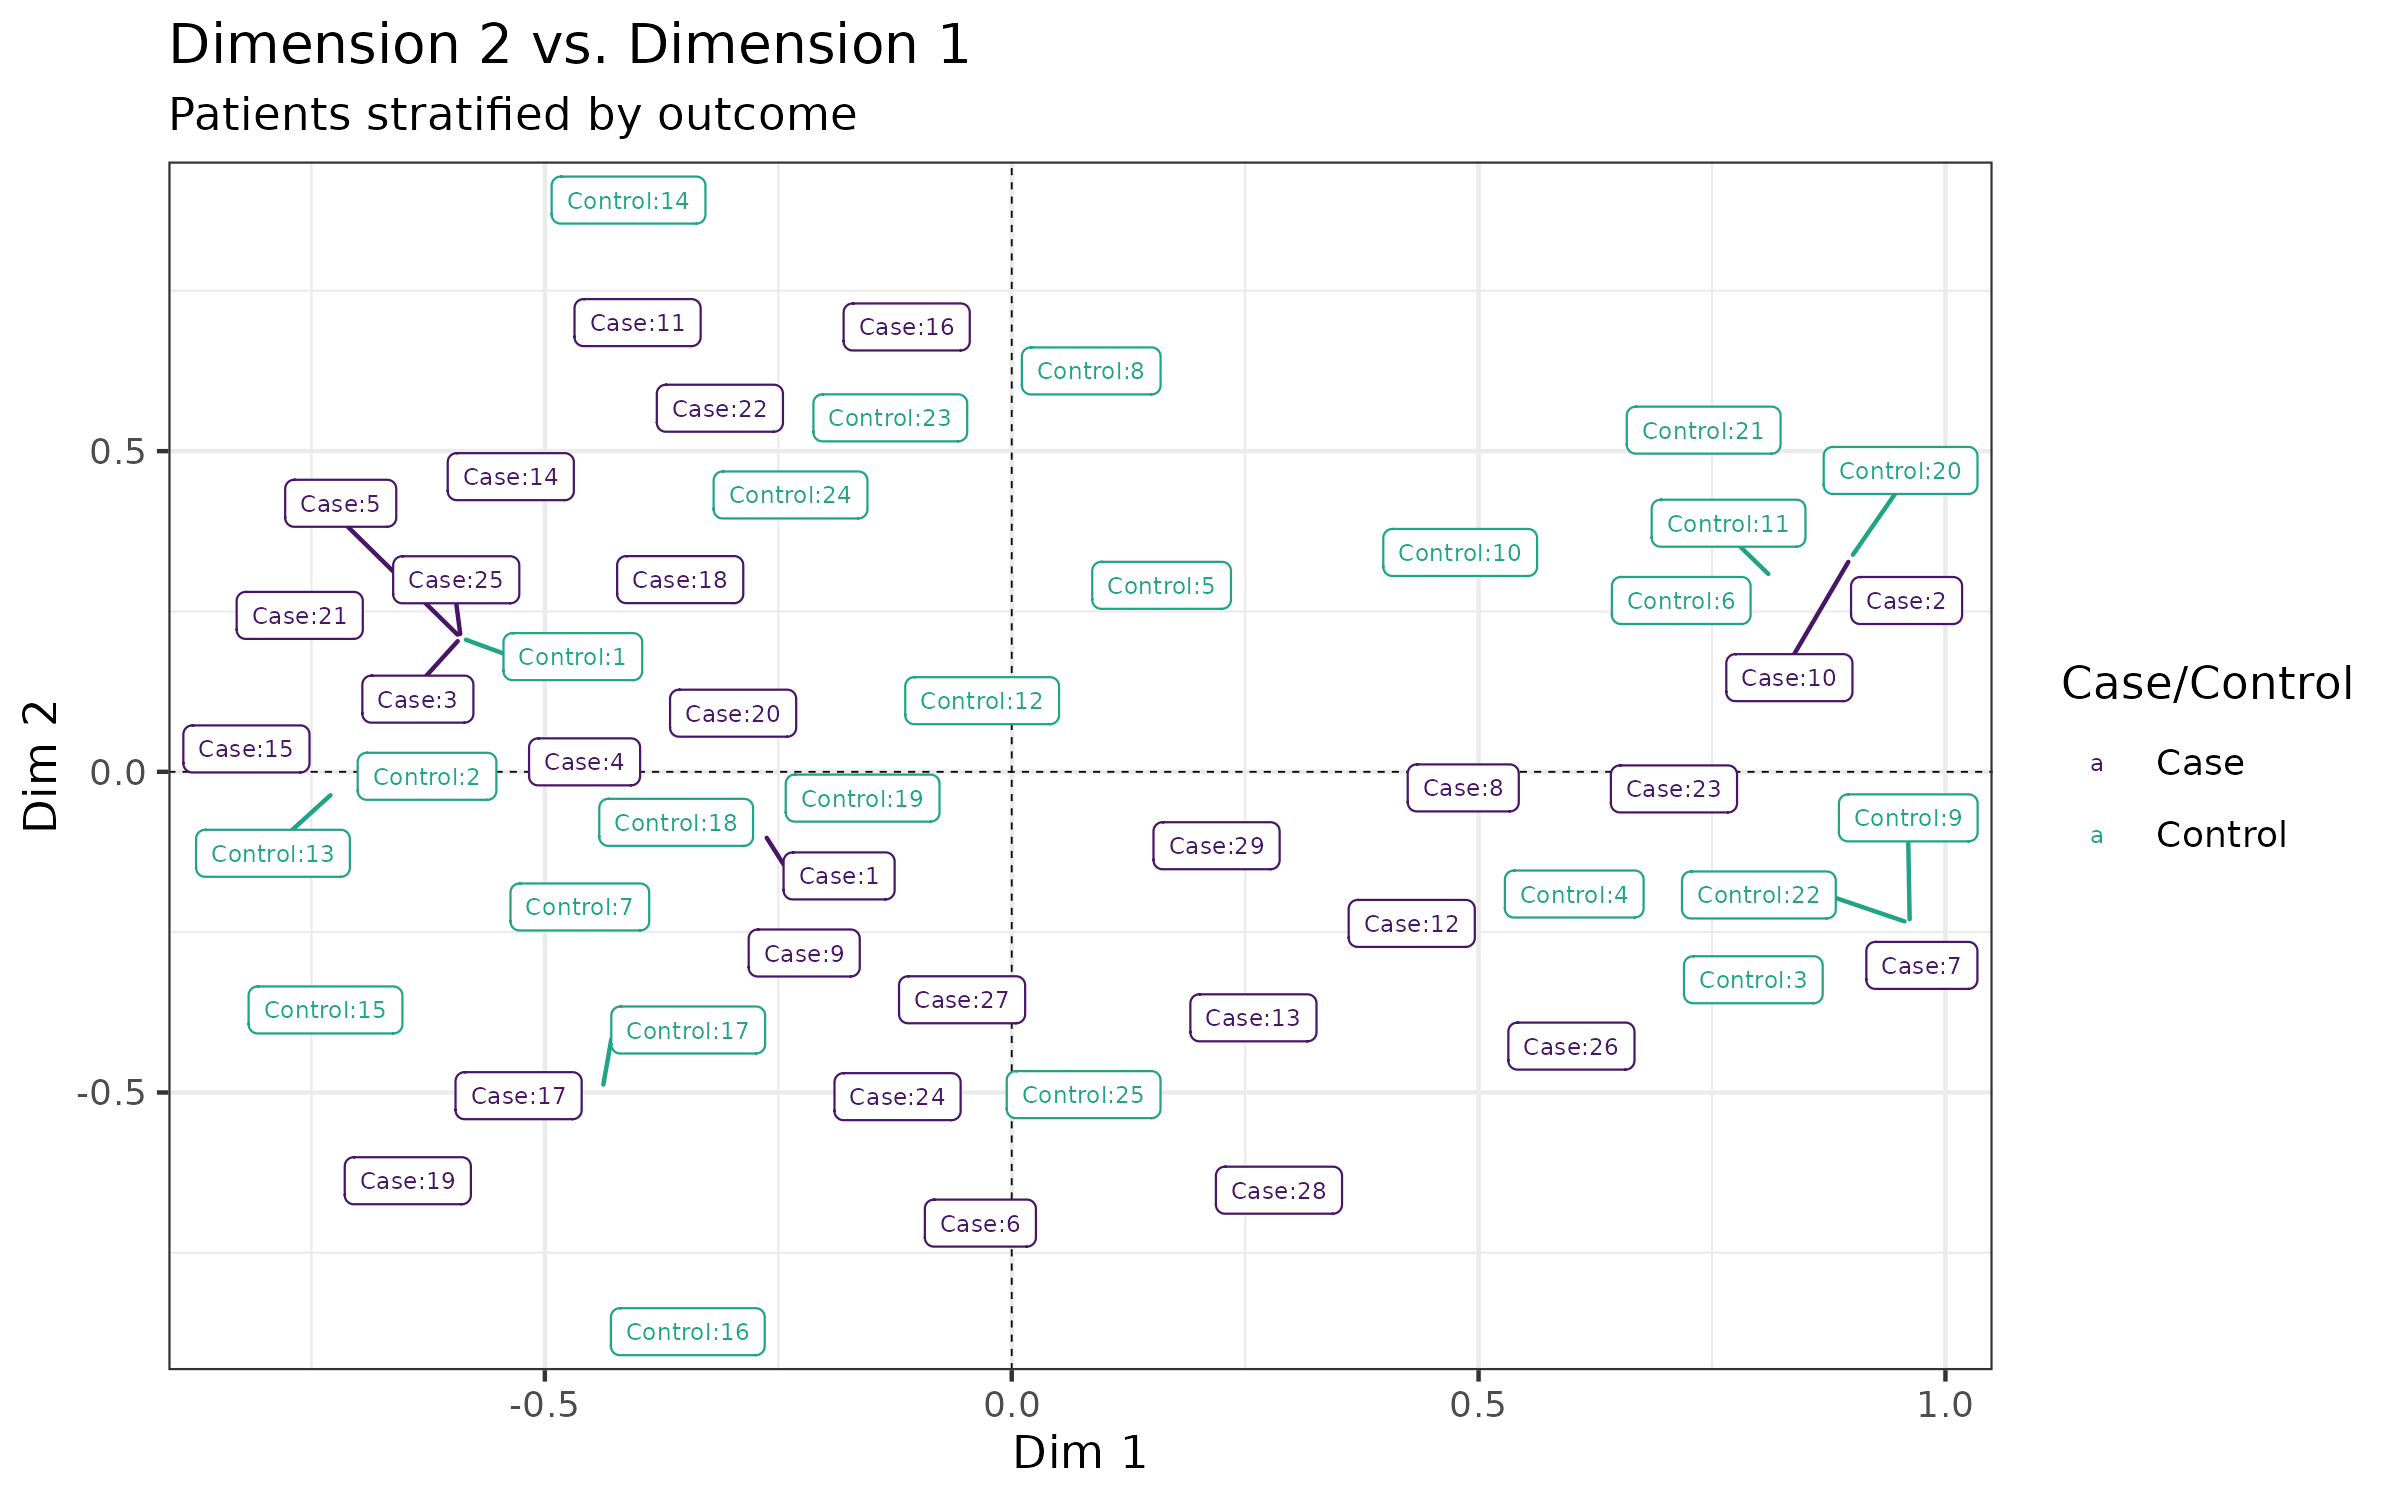 Dimension 2 vs. Dimension 1
Patients stratified by outcome
Control:14
Case:11
Case:16
Control:8
Case:22
Control:23
Control:21
Control:20
Case:14
Control:24
Case:5
Control:11
Control:10
Case:25
Case:18
Control:5
Control:6
Case:2
Case:21
Control:1
Case:10
Case:3
Control:12
Case:20
Case:15
Case:4
Control:2
Case:8
Case:23
Control:19
Control:9
Control:18
Case:29
Control:13
Case:1
Control:4
Control:22
Control:7
Case:12
Case:9
Case:7
Control:3
Case:27
Control:15
Case:13
Control:17
Case:26
Control:25
Case:17
Case:24
Case:19
Case:28
Case:6
Control:16
0.5
0.0
-0.5
Dim 2
-0.5
0.0
0.5
1.0
Dim 1
Case/Control
a Case
a Control